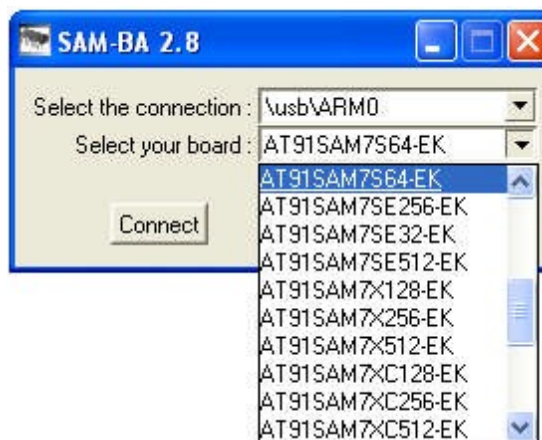 SAM-BA 2.8
Select the connection : \usb\ARM0
Select your board : AT91SAM7S64-EK
AT91SAM7S64-EK
AT91SAM7SE256-EK
Connect
AT91SAM7SE32-EK
AT91SAM7SE512-EK
AT91SAM7X128-EK
AT91SAM7X256-EK
AT91SAM7X512-EK
AT91SAM7XC128-EK
AT91SAM7XC256-EK
AT91SAM7XC512-EK